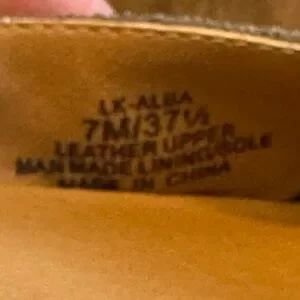 LK-ALBA
7M/37½
LEATHER UPPER
MAN MADE LINING/SOLE
MADE IN CHINA